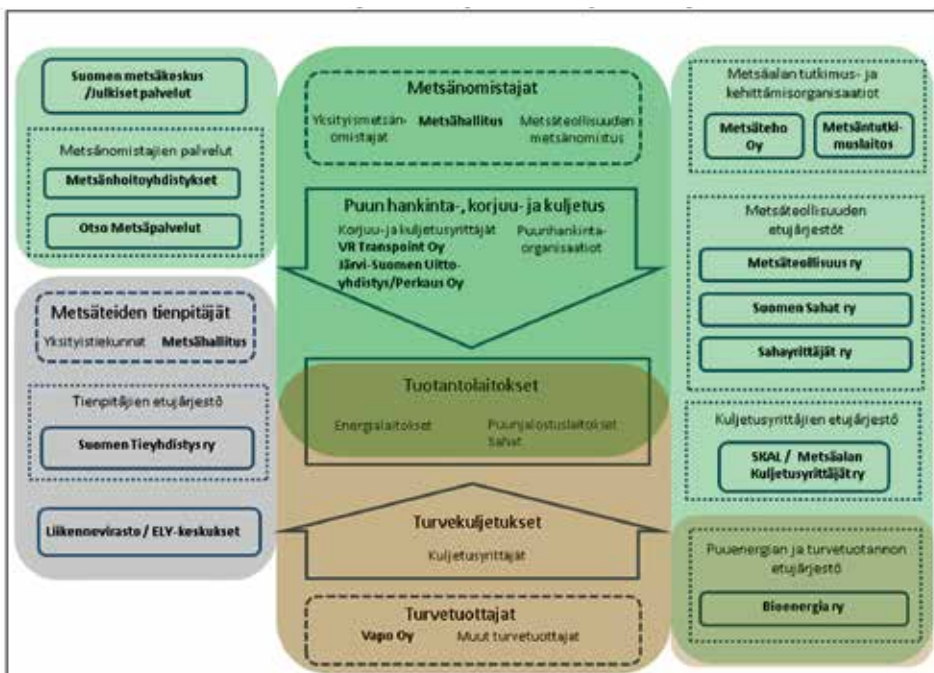 Suomen metsäkeskus
/Julkiset palvelut
Metsänomistajien palvelut
Metsänhoitoyhdistykset
Otso Metsäpalvelut
Metsäteiden tienpitäjät
Yksityistiekunnat
Metsähallitus
Tienpitäjien etujärjestö
Suomen Tieyhdistys ry
Liikennevirasto / ELY-keskukset
Metsänomistajat
Yksityismetsän-
omistajat
Metsähallitus
Metsäteollisuuden
metsänomistus
Puun hankinta-, korjuu- ja kuljetus
Korjuu- ja kuljetusyrittäjät
VR Transpoint Oy
Järvi-Suomen Uitto-
yhdistys/Perkaus Oy
Puunhankinta-
organisaatiot
Tuotantolaitokset
Energialaitokset
Puunjalostuslaitokset
Sahat
Turvekuljetukset
Kuljetusyrittäjät
Turvetuottajat
Vapo Oy
Muut turvetuottajat
Metsäalan tutkimus- ja
kehittämisorganisaatiot
Metsäteho
Oy
Metsäntutki-
muslaitos
Metsäteollisuuden
etujärjestöt
Metsäteollisuus ry
Suomen Sahat ry
Sahayrittäjät ry
Kuljetusyrittäjien etujärjestö
SKAL / Metsäalan
Kuljetusyrittäjät ry
Puuenergian ja turvetuotannon
etujärjestö
Bioenergia ry